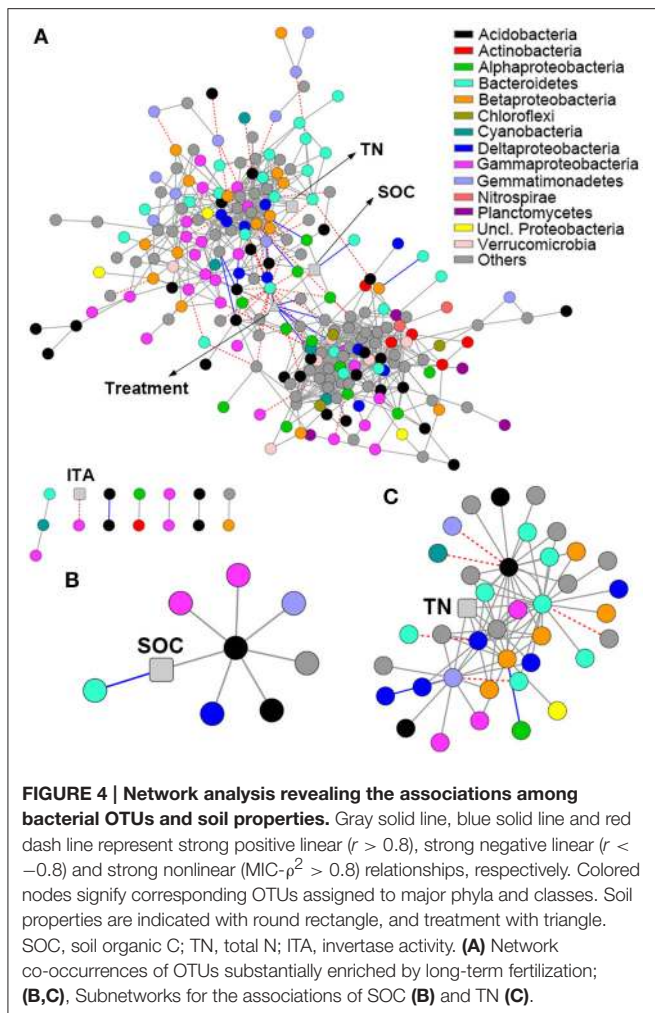 A
Acidobacteria
Actinobacteria
Alphaproteobacteria
Bacteroidetes
Betaproteobacteria
Chloroflexi
Cyanobacteria
Deltaproteobacteria
Gammaproteobacteria
Gemmatimonadetes
Nitrospirae
Planctomycetes
Uncl. Proteobacteria
Verrucomicrobia
Others
TN
SOC
Treatment
ITA
B
SOC
C
TN
FIGURE 4 | Network analysis revealing the associations among
bacterial OTUs and soil properties. Gray solid line, blue solid line and red
dash line represent strong positive linear (r > 0.8), strong negative linear (r <
−0.8) and strong nonlinear (MIC-ρ² > 0.8) relationships, respectively. Colored
nodes signify corresponding OTUs assigned to major phyla and classes. Soil
properties are indicated with round rectangle, and treatment with triangle.
SOC, soil organic C; TN, total N; ITA, invertase activity. (A) Network
co-occurrences of OTUs substantially enriched by long-term fertilization;
(B,C), Subnetworks for the associations of SOC (B) and TN (C).